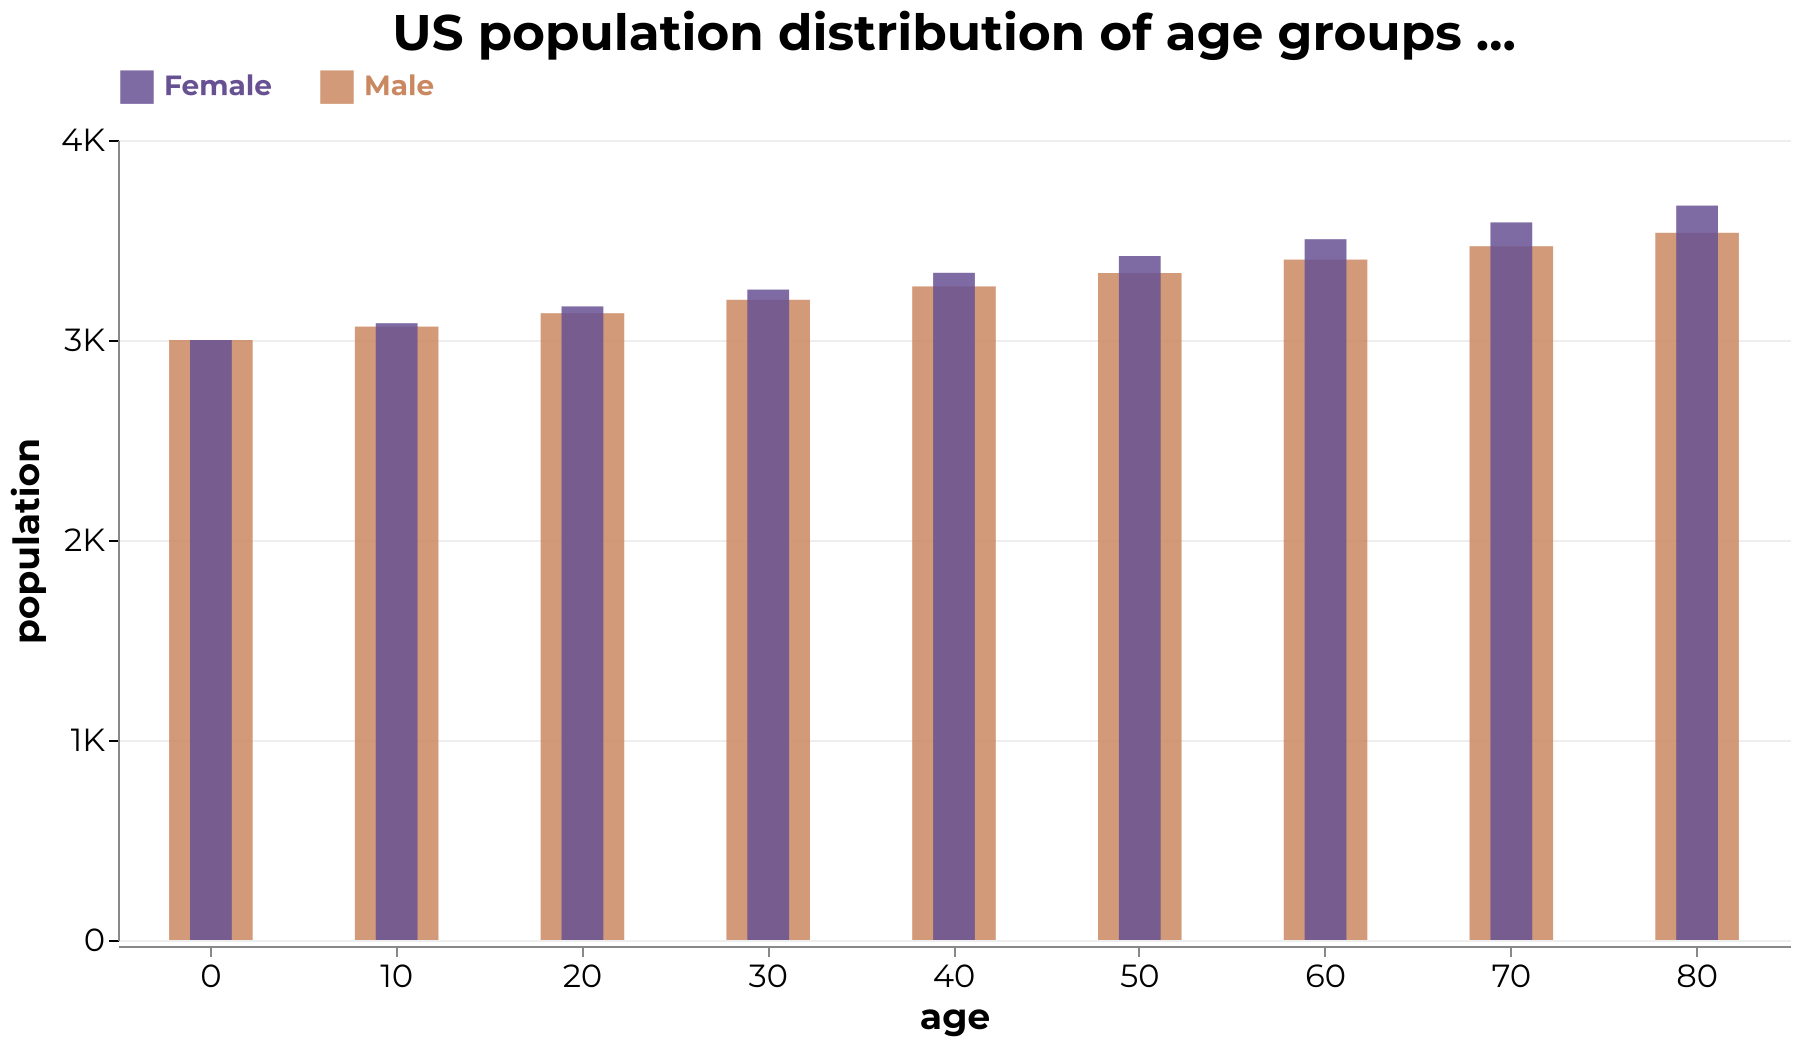 US population distribution of age groups ...
Female
Male
4K
3K
2K
1K
0
population
0
10
20
30
40
50
60
70
80
age